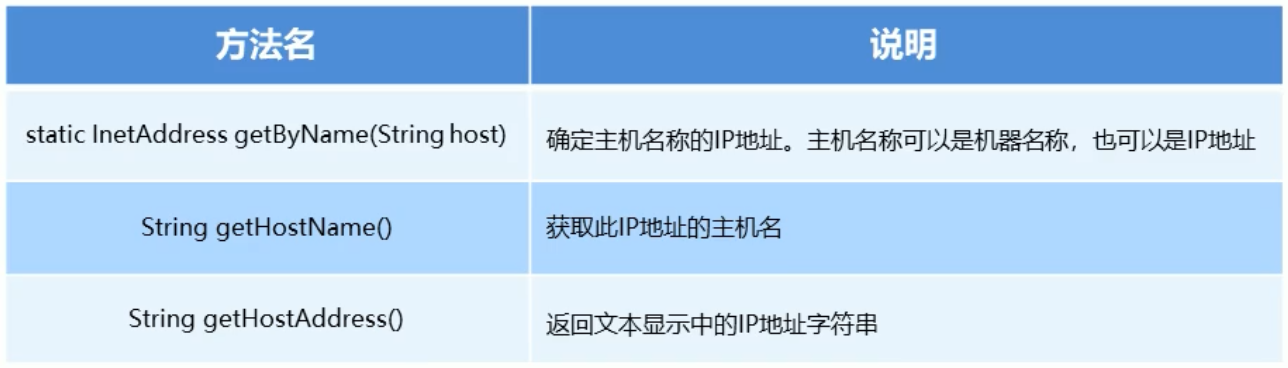 方法名
说明
static InetAddress getByName(String host)
确定主机名称的IP地址。主机名称可以是机器名称，也可以是IP地址
String getHostName()
获取此IP地址的主机名
String getHostAddress()
返回文本显示中的IP地址字符串